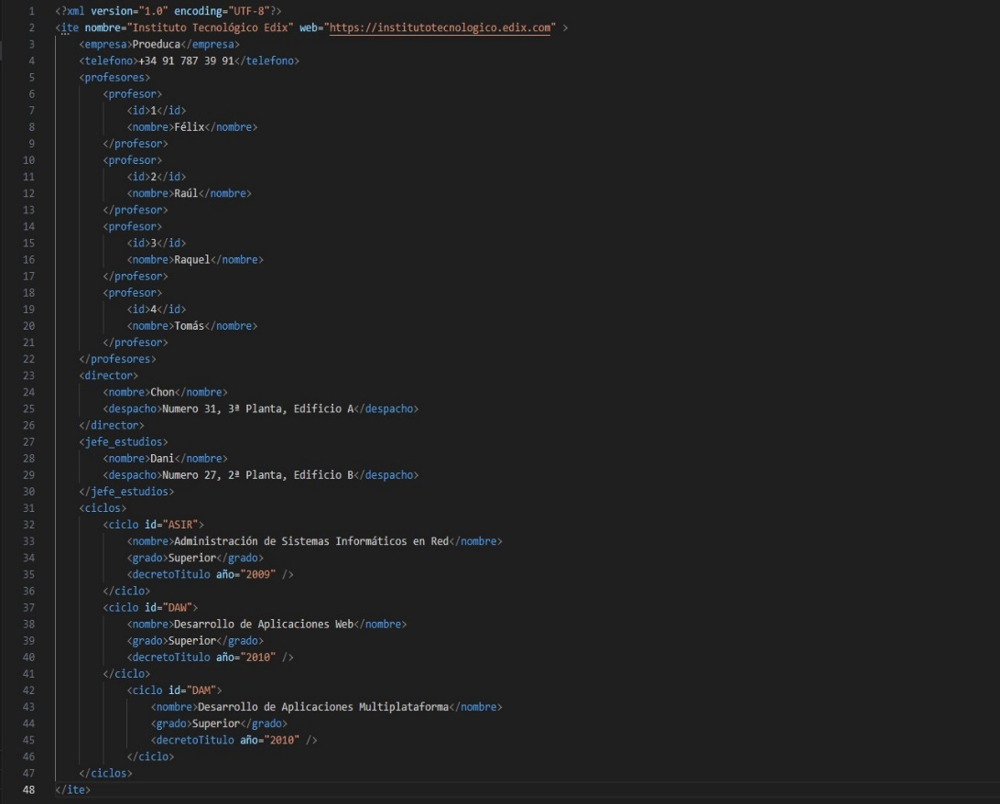 1 <?xml version="1.0" encoding="UTF-8"?>
2 <ite nombre="Instituto Tecnológico Edix" web="https://institutotecnologico.edix.com" >
3     <empresa>Proeduca</empresa>
4     <telefono>+34 91 787 39 91</telefono>
5     <profesores>
6         <profesor>
7             <id>1</id>
8             <nombre>Félix</nombre>
9         </profesor>
10         <profesor>
11             <id>2</id>
12             <nombre>Raúl</nombre>
13         </profesor>
14         <profesor>
15             <id>3</id>
16             <nombre>Raquel</nombre>
17         </profesor>
18         <profesor>
19             <id>4</id>
20             <nombre>Tomás</nombre>
21         </profesor>
22     </profesores>
23     <director>
24         <nombre>Chon</nombre>
25         <despacho>Numero 31, 3ª Planta, Edificio A</despacho>
26     </director>
27     <jefe_estudios>
28         <nombre>Dani</nombre>
29         <despacho>Numero 27, 2ª Planta, Edificio B</despacho>
30     </jefe_estudios>
31     <ciclos>
32         <ciclo id="ASIR">
33             <nombre>Administración de Sistemas Informáticos en Red</nombre>
34             <grado>Superior</grado>
35             <decretoTitulo año="2009" />
36         </ciclo>
37         <ciclo id="DAW">
38             <nombre>Desarrollo de Aplicaciones Web</nombre>
39             <grado>Superior</grado>
40             <decretoTitulo año="2010" />
41         </ciclo>
42             <ciclo id="DAM">
43                 <nombre>Desarrollo de Aplicaciones Multiplataforma</nombre>
44                 <grado>Superior</grado>
45                 <decretoTitulo año="2010" />
46             </ciclo>
47     </ciclos>
48 </ite>